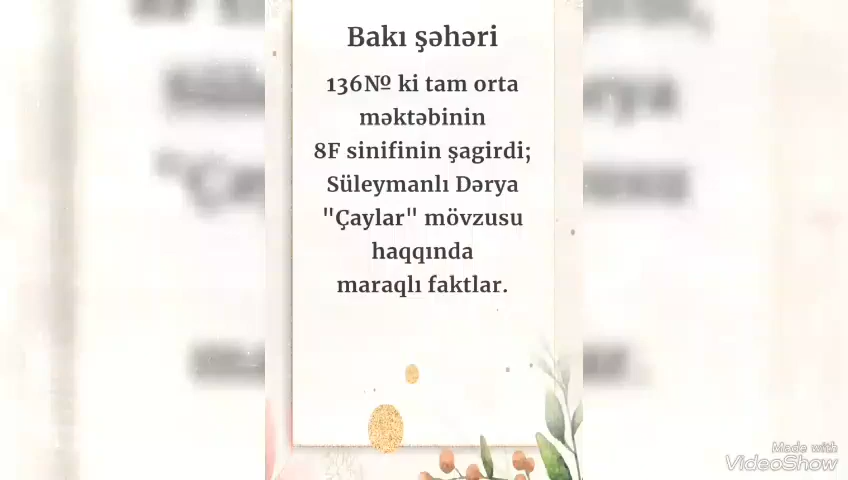 Bakı şəhəri
136№ ki tam orta
məktəbinin
8F sinifinin şagirdi;
Süleymanlı Dərya
"Çaylar" mövzusu
haqqında
maraqlı faktlar.
Made with
VideoShow